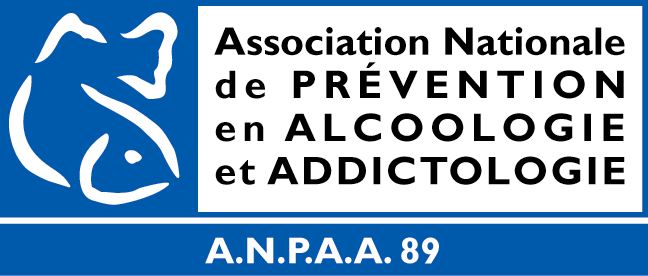 Association Nationale
de PRÉVENTION
en ALCOOLOGIE
et ADDICTOLOGIE
A.N.P.A.A. 89